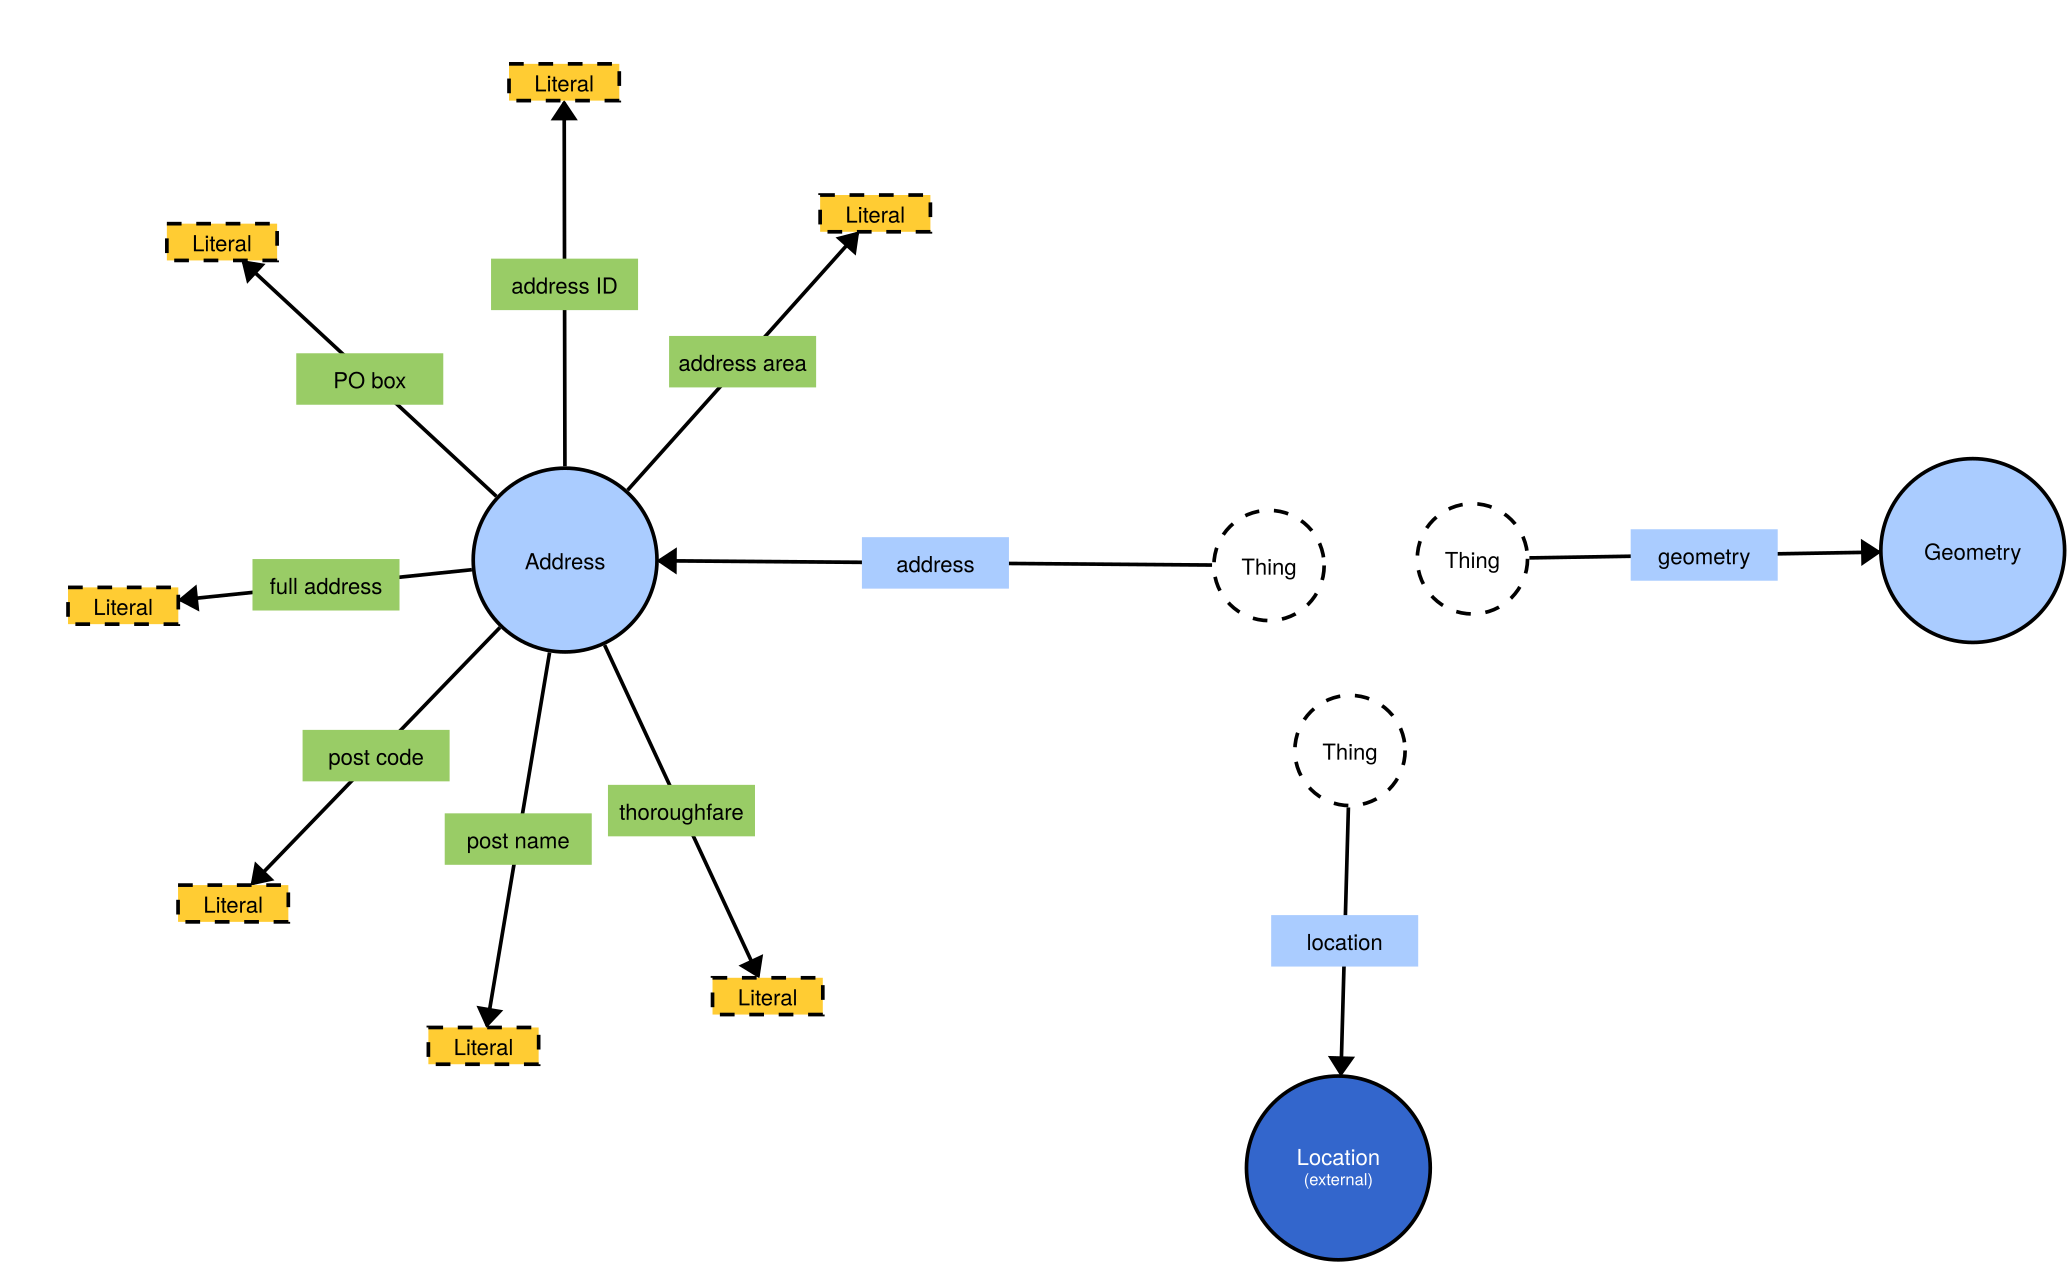 Literal
Literal
Literal
address ID
address area
PO box
Address
address
Thing
Thing
geometry
Geometry
full address
Literal
Thing
post code
thoroughfare
post name
Literal
location
Literal
Literal
Location
(external)